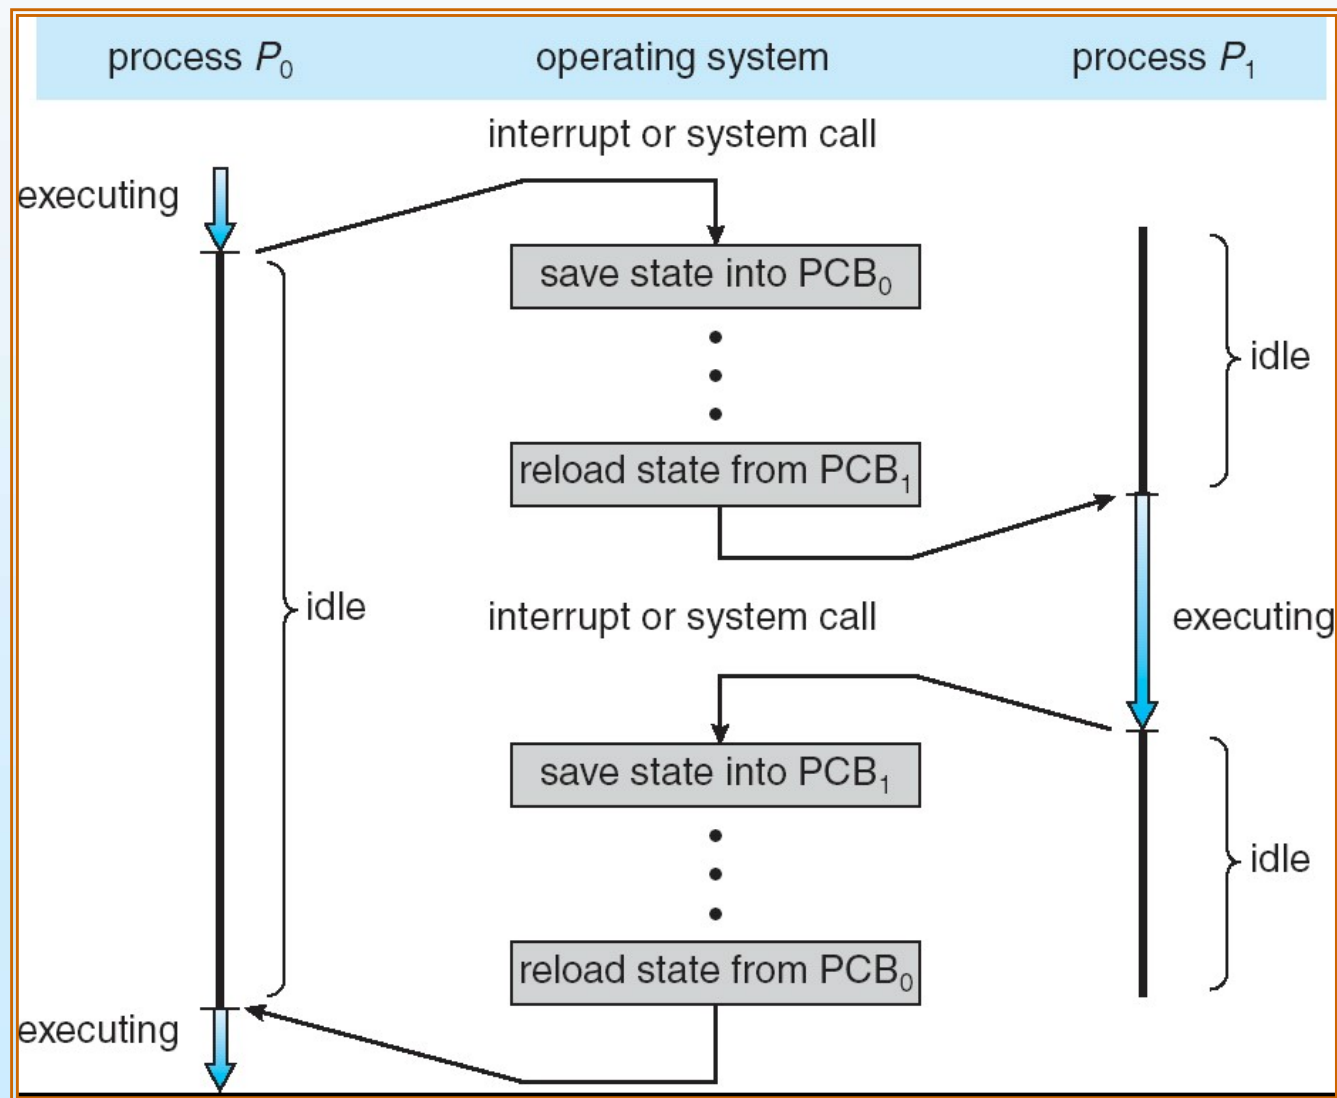 process P₀ operating system process P₁
interrupt or system call
executing
save state into PCB₀
idle
reload state from PCB₁
idle
interrupt or system call executing
save state into PCB₁
idle
reload state from PCB₀
executing